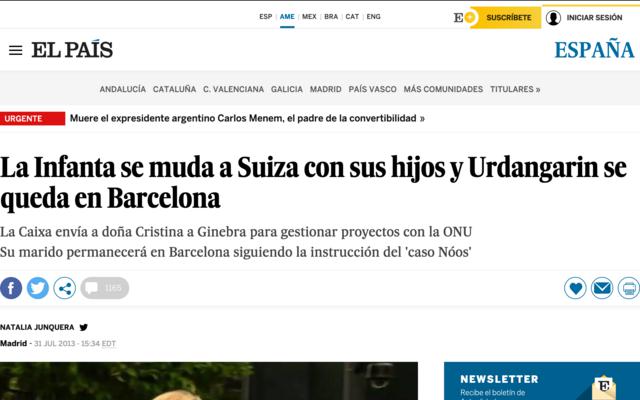 ESP | AME | MEX | BRA | CAT | ENG
E+ SUSCRÍBETE INICIAR SESIÓN
EL PAÍS ESPAÑA
ANDALUCÍA CATALUÑA C. VALENCIANA GALICIA MADRID PAÍS VASCO MÁS COMUNIDADES TITULARES »
URGENTE Muere el expresidente argentino Carlos Menem, el padre de la convertibilidad »
La Infanta se muda a Suiza con sus hijos y Urdangarin se
queda en Barcelona
La Caixa envía a doña Cristina a Ginebra para gestionar proyectos con la ONU
Su marido permanecerá en Barcelona siguiendo la instrucción del 'caso Nóos'
1165
NATALIA JUNQUERA
Madrid - 31 JUL 2013 - 15:34 EDT
NEWSLETTER
Recibe el boletín de